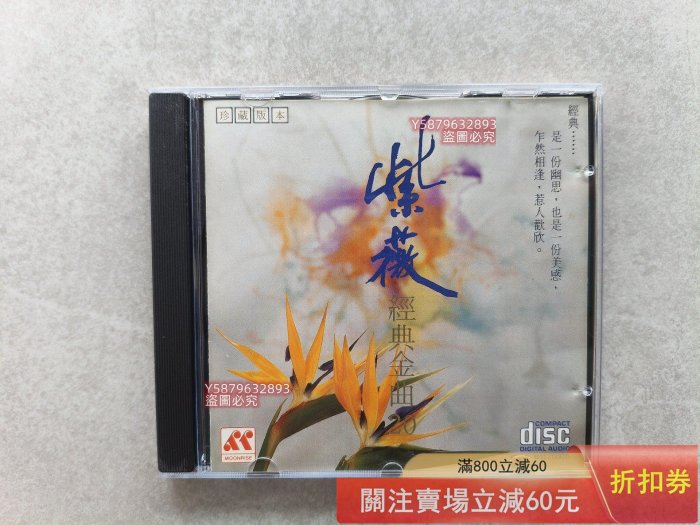 珍藏版本
Y5879632893
盜圖必究
紫薇
經典金曲20
經典……
是一份幽思，也是一份美感，
乍然相逢，惹人歡欣。
Y5879632893
盜圖必究
MOONRISE
COMPACT
disc
DIGITAL AUDIO
滿800立減60
關注賣場立減60元
折扣券